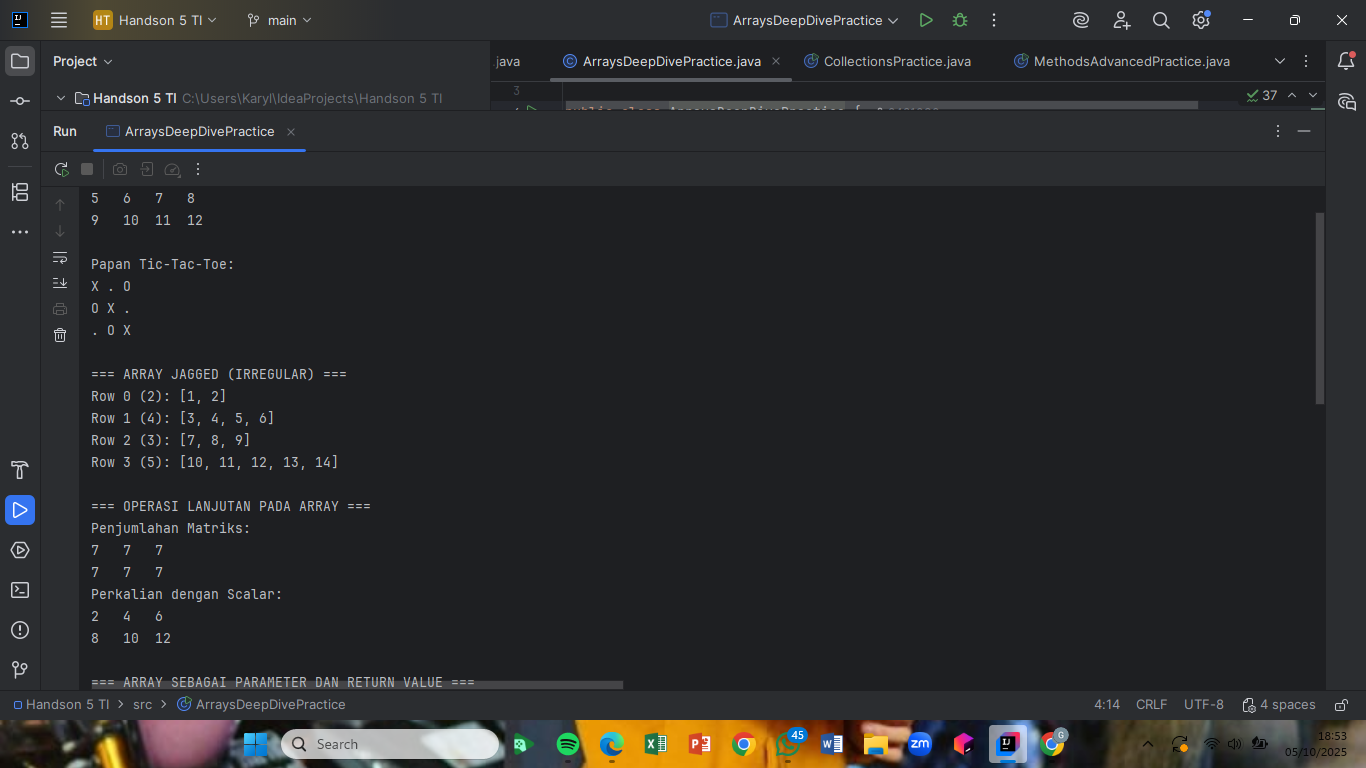 HT Handson 5 TI main ArraysDeepDivePractice
Project
.java ArraysDeepDivePractice.java CollectionsPractice.java MethodsAdvancedPractice.java
Handson 5 TI C:\Users\Karyl\IdeaProjects\Handson 5 TI
3
37
Run ArraysDeepDivePractice
5 6 7 8
9 10 11 12
Papan Tic-Tac-Toe:
X . O
O X .
. O X
=== ARRAY JAGGED (IRREGULAR) ===
Row 0 (2): [1, 2]
Row 1 (4): [3, 4, 5, 6]
Row 2 (3): [7, 8, 9]
Row 3 (5): [10, 11, 12, 13, 14]
=== OPERASI LANJUTAN PADA ARRAY ===
Penjumlahan Matriks:
7 7 7
7 7 7
Perkalian dengan Scalar:
2 4 6
8 10 12
=== ARRAY SEBAGAI PARAMETER DAN RETURN VALUE ===
Handson 5 TI > src > ArraysDeepDivePractice 4:14 CRLF UTF-8 4 spaces
Search
45
zm
G
18:53
05/10/2025